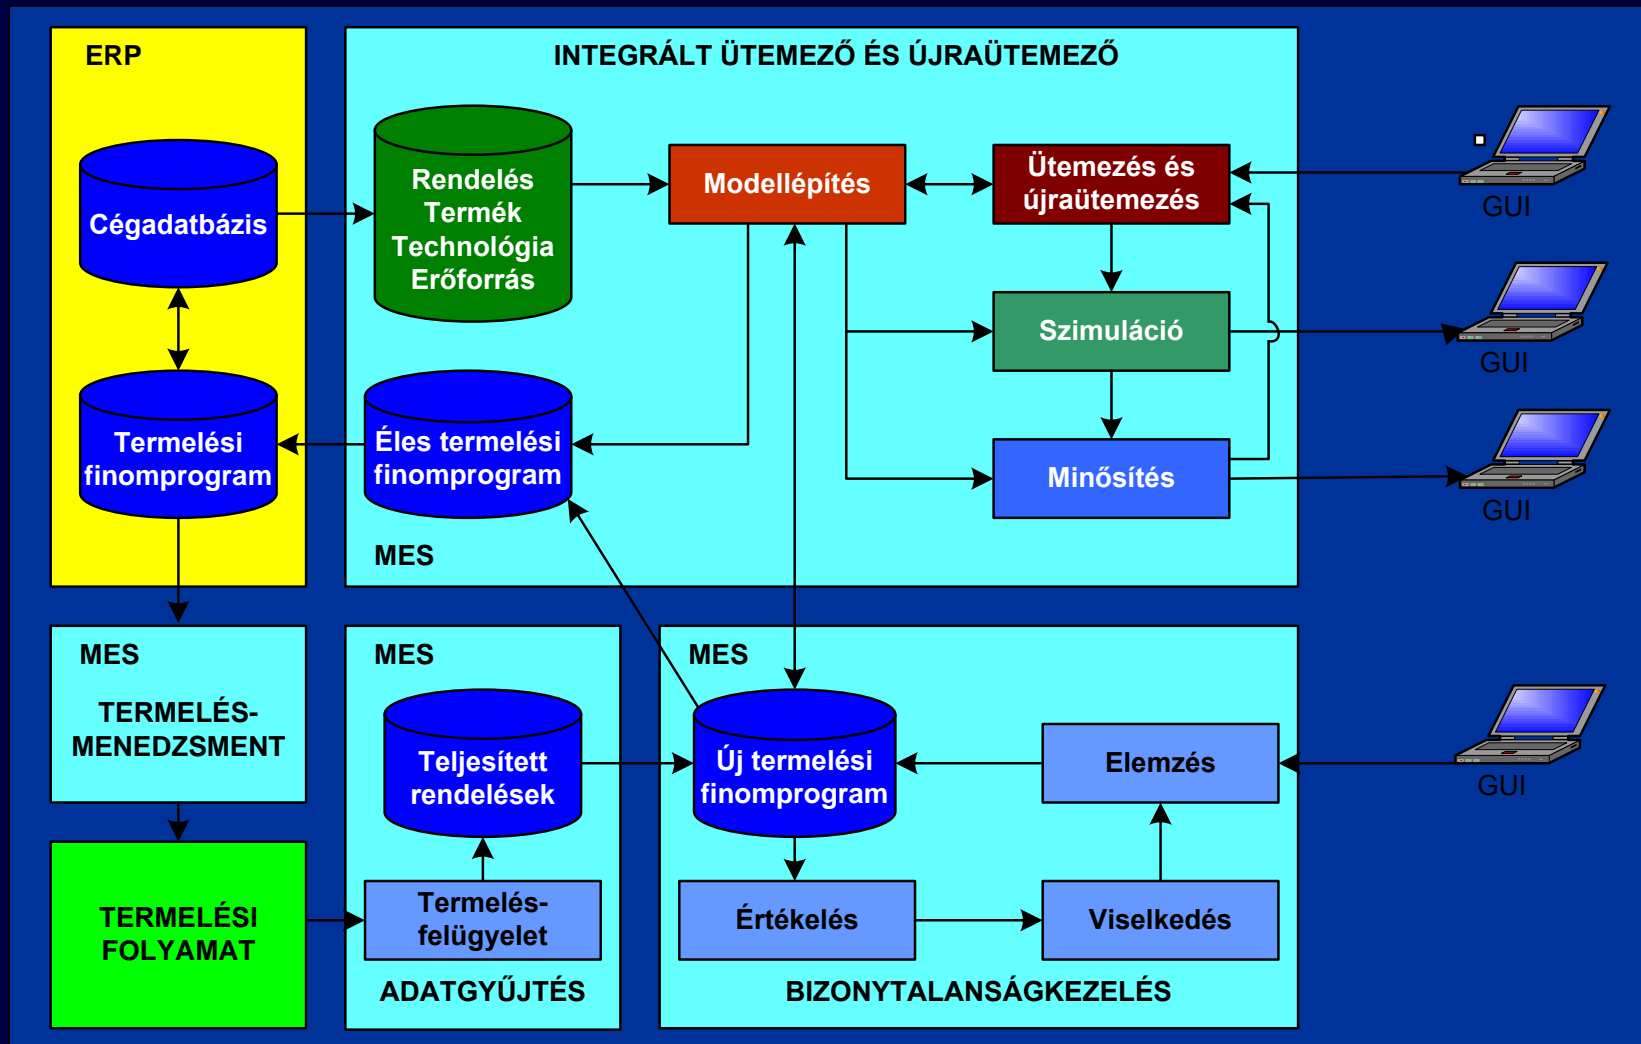 ERP
Cégadatbázis
Termelési
finomprogram
INTEGRÁLT ÜTEMEZŐ ÉS ÚJRAÜTEMEZŐ
Rendelés
Termék
Technológia
Erőforrás
Modellépítés
Ütemezés és
újraütemezés
Szimuláció
Minősítés
Éles termelési
finomprogram
MES
GUI
GUI
GUI
MES
TERMELÉS-
MENEDZSMENT
TERMELÉSI
FOLYAMAT
MES
Teljesített
rendelések
Termelés-
felügyelet
ADATGYŰJTÉS
MES
Új termelési
finomprogram
Elemzés
Értékelés
Viselkedés
BIZONYTALANSÁGKEZELÉS
GUI